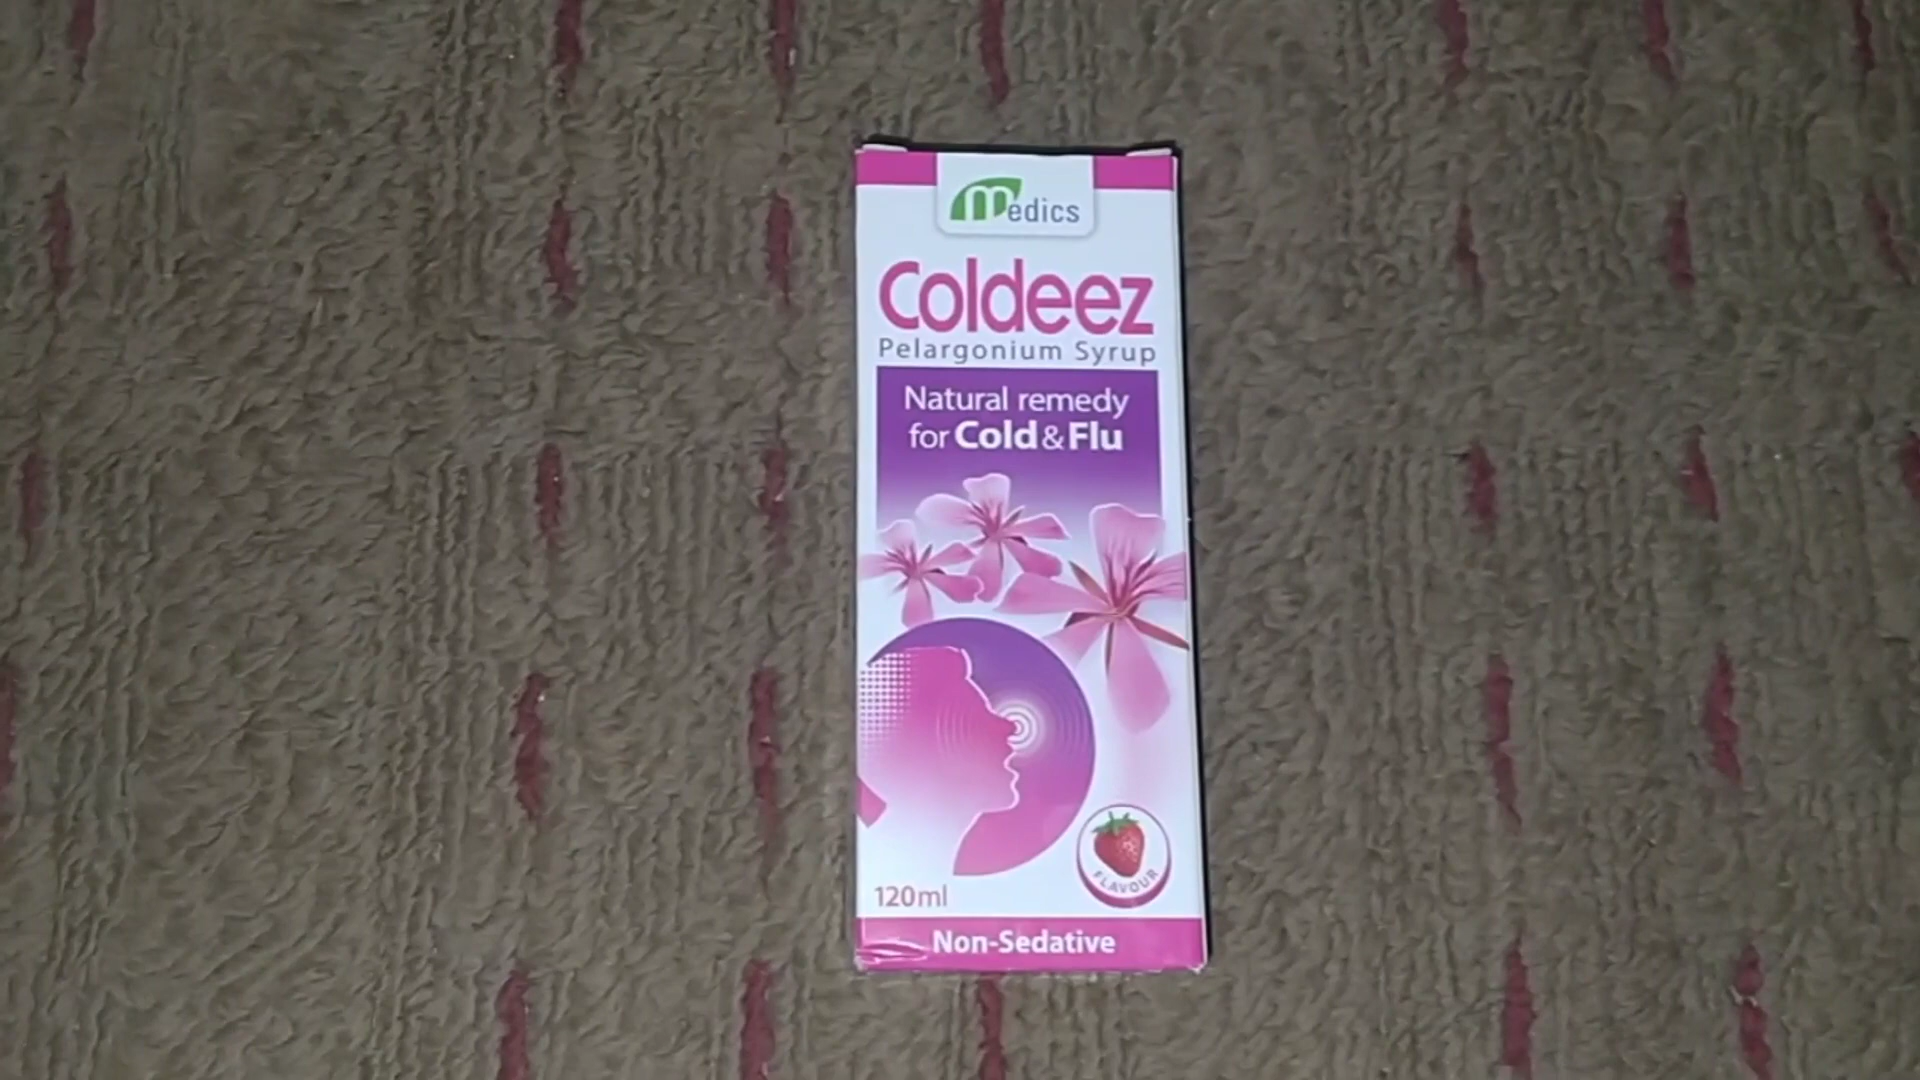 medics
Coldeez
Pelargonium Syrup
Natural remedy
for Cold & Flu
FLAVOUR
120ml
Non-Sedative